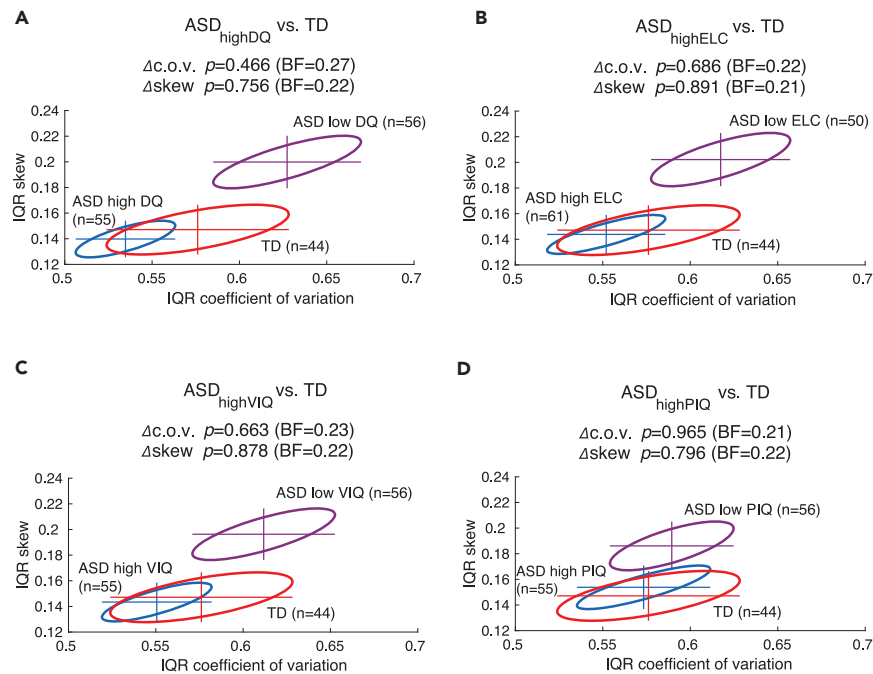 A
ASD highDQ vs. TD
Δc.o.v. p=0.466 (BF=0.27)
Δskew p=0.756 (BF=0.22)
0.24
0.22
0.2
0.18
0.16
0.14
0.12
IQR skew
ASD low DQ (n=56)
ASD high DQ
(n=55)
TD (n=44)
0.5
0.55
0.6
0.65
0.7
IQR coefficient of variation
B
ASD highELC vs. TD
Δc.o.v. p=0.686 (BF=0.22)
Δskew p=0.891 (BF=0.21)
0.24
0.22
0.2
0.18
0.16
0.14
0.12
IQR skew
ASD low ELC (n=50)
ASD high ELC
(n=61)
TD (n=44)
0.5
0.55
0.6
0.65
0.7
IQR coefficient of variation
C
ASD highVIQ vs. TD
Δc.o.v. p=0.663 (BF=0.23)
Δskew p=0.878 (BF=0.22)
0.24
0.22
0.2
0.18
0.16
0.14
0.12
IQR skew
ASD low VIQ (n=56)
ASD high VIQ
(n=55)
TD (n=44)
0.5
0.55
0.6
0.65
0.7
IQR coefficient of variation
D
ASD highPIQ vs. TD
Δc.o.v. p=0.965 (BF=0.21)
Δskew p=0.796 (BF=0.22)
0.24
0.22
0.2
0.18
0.16
0.14
0.12
IQR skew
ASD low PIQ (n=56)
ASD high PIQ
(n=55)
TD (n=44)
0.5
0.55
0.6
0.65
0.7
IQR coefficient of variation